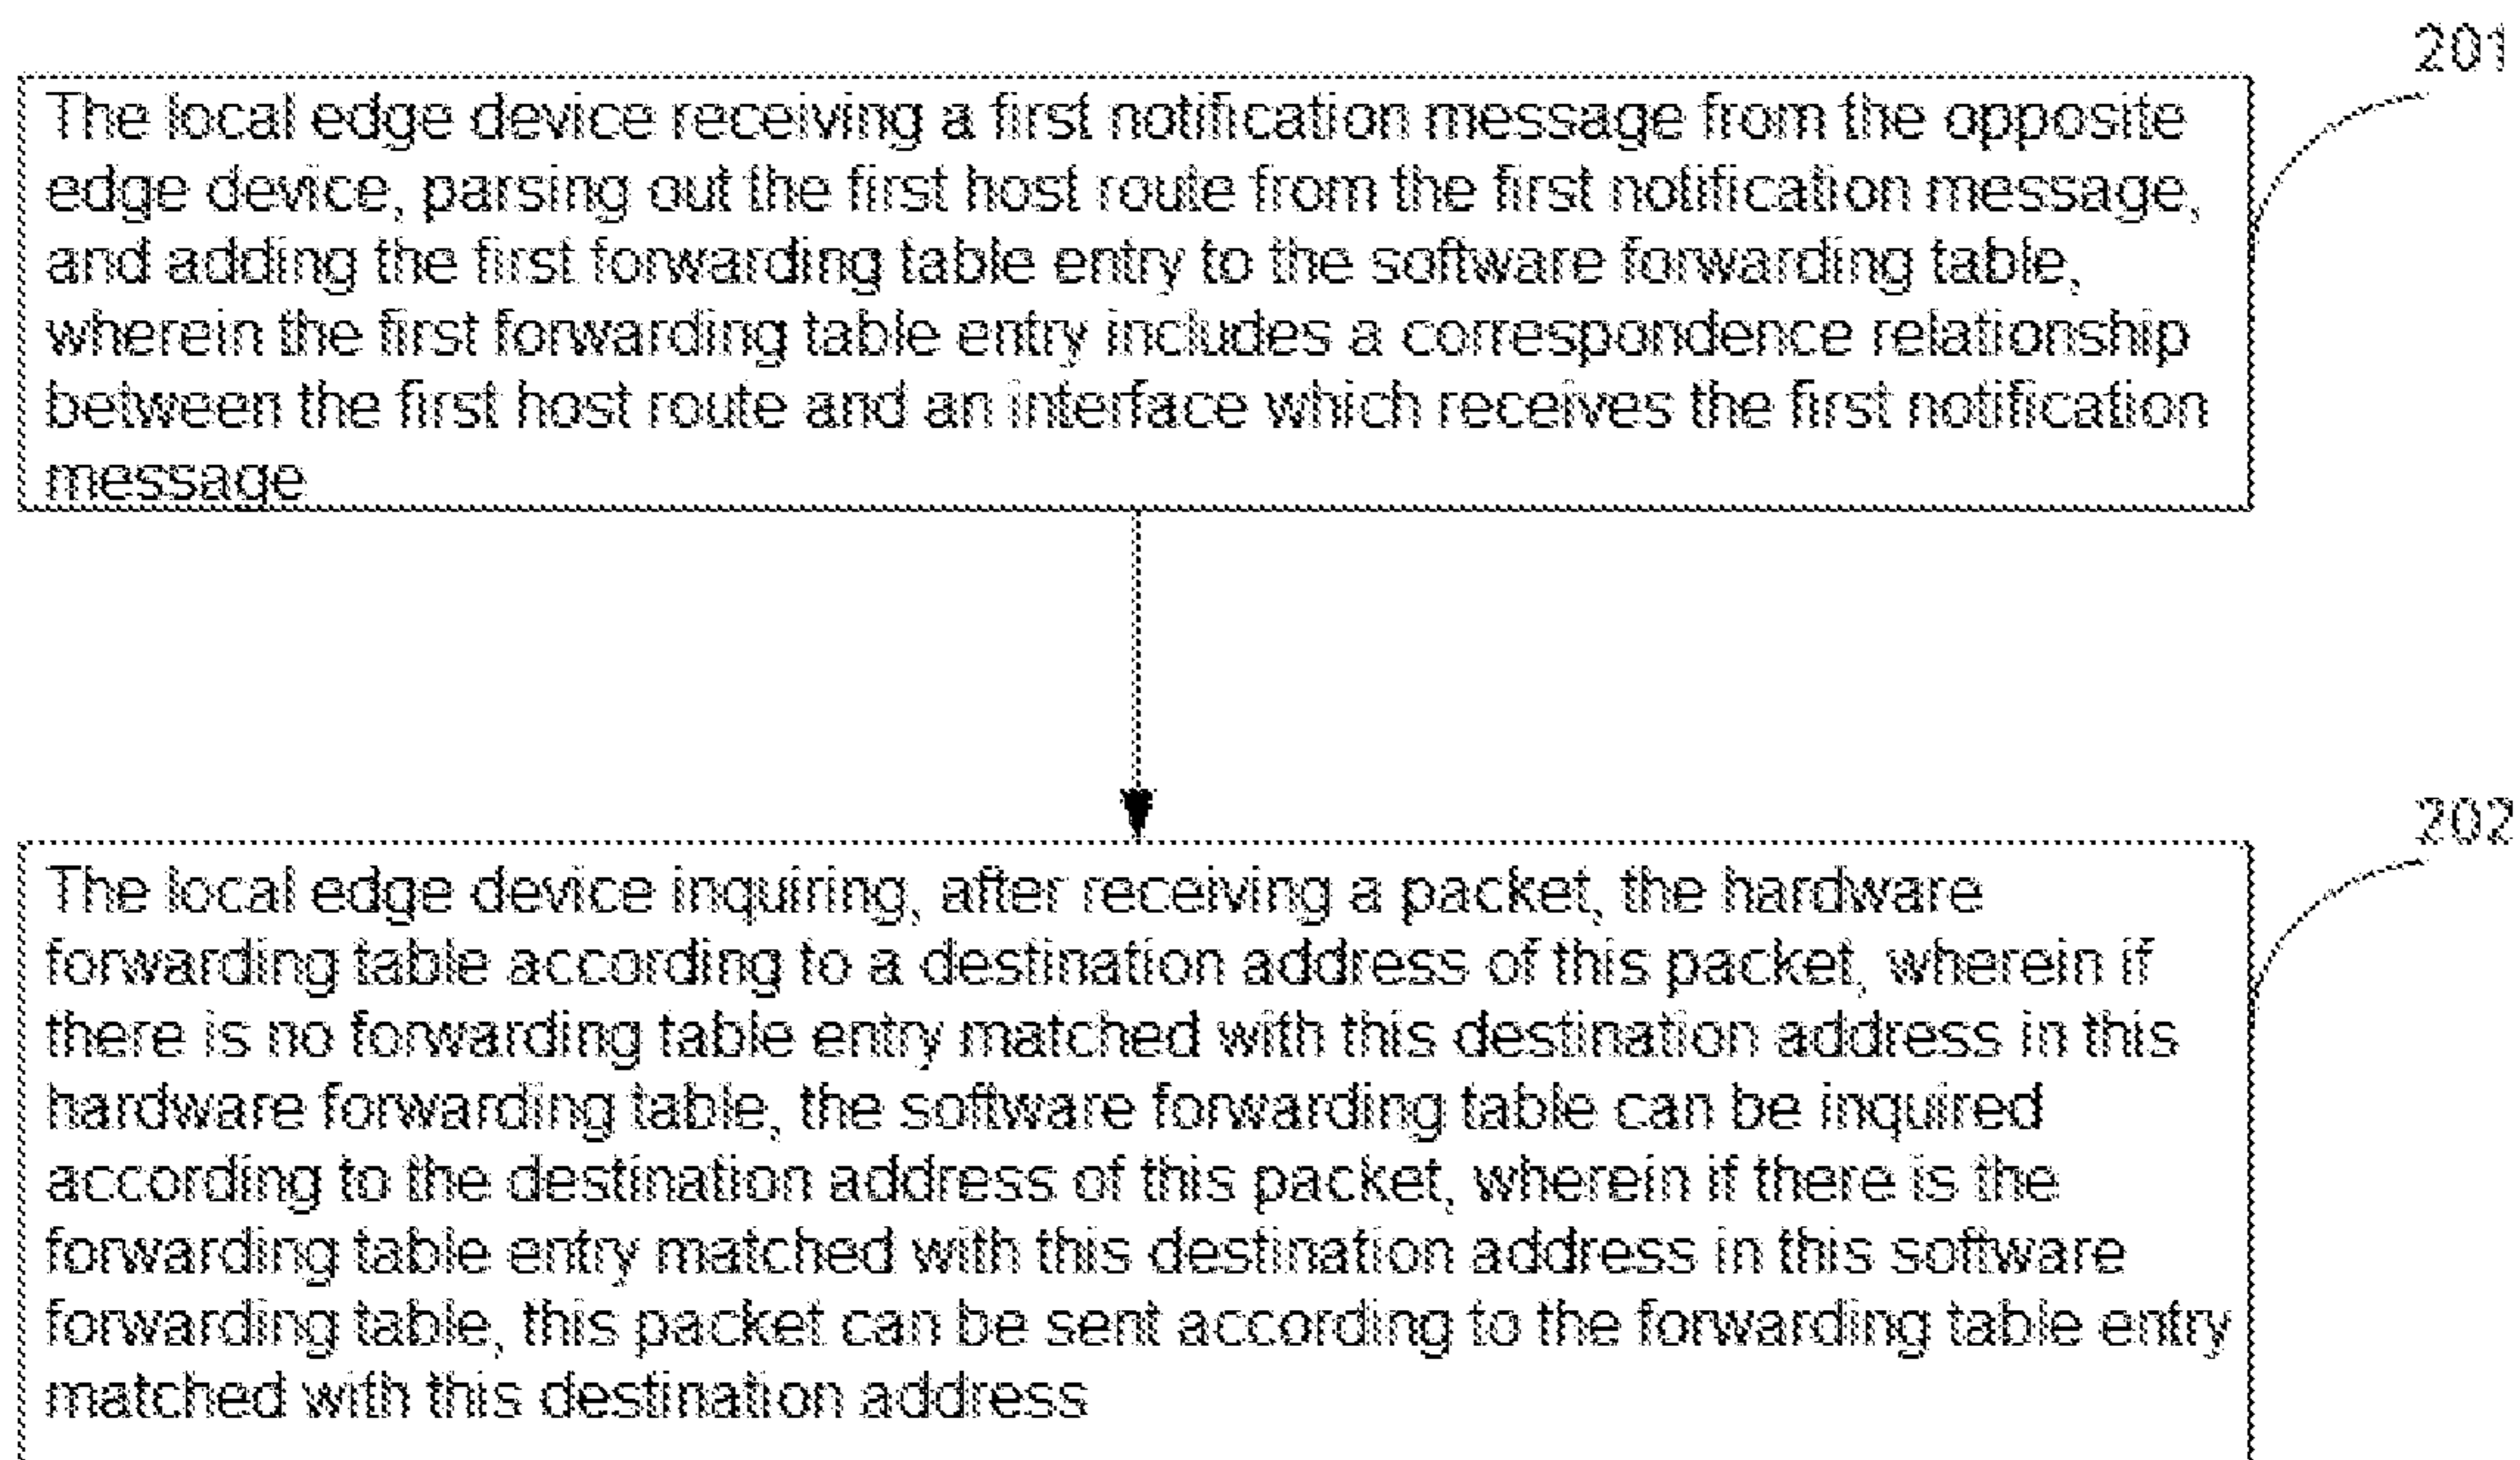 201
The local edge device receiving a first notification message from the opposite
edge device, parsing out the first host route from the first notification message,
and adding the first forwarding table entry to the software forwarding table,
wherein the first forwarding table entry includes a correspondence relationship
between the first host route and an interface which receives the first notification
message
202
The local edge device inquiring, after receiving a packet, the hardware
forwarding table according to a destination address of this packet, wherein if
there is no forwarding table entry matched with this destination address in this
hardware forwarding table, the software forwarding table can be inquired
according to the destination address of this packet, wherein if there is the
forwarding table entry matched with this destination address in this software
forwarding table, this packet can be sent according to the forwarding table entry
matched with this destination address